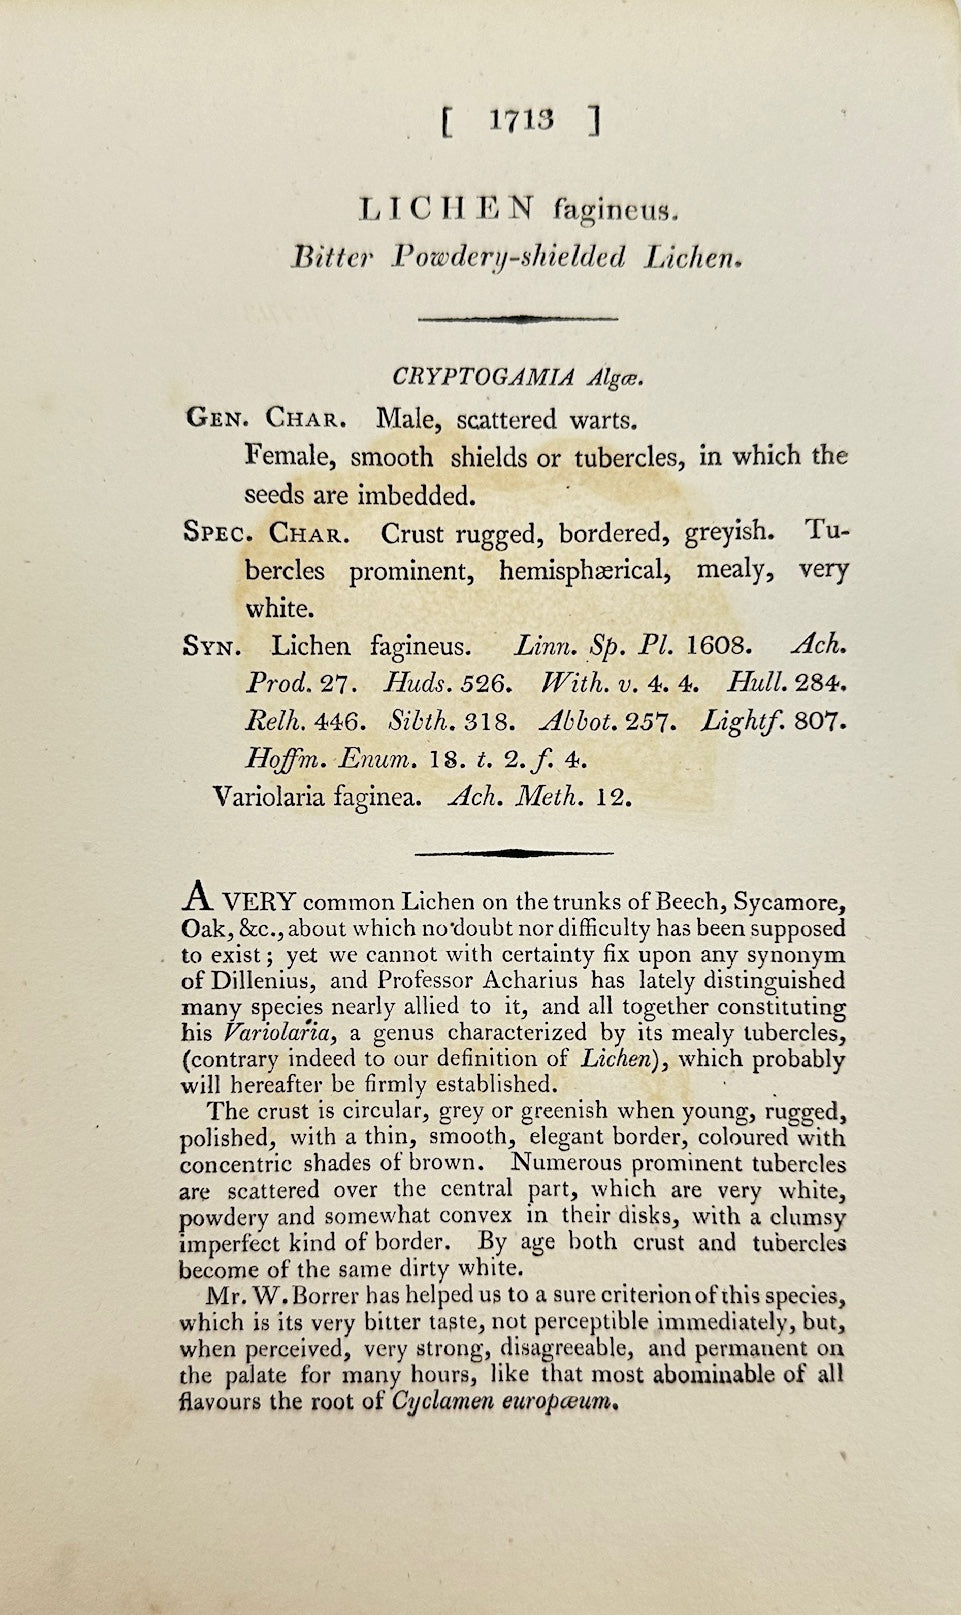 [ 1713 ]
LICHEN fagineus.
Bitter Powdery-shielded Lichen.
CRYPTOGAMIA Algæ.
GEN. CHAR. Male, scattered warts.
Female, smooth shields or tubercles, in which the
seeds are imbedded.
SPEC. CHAR. Crust rugged, bordered, greyish. Tu-
bercles prominent, hemisphærical, mealy, very
white.
SYN. Lichen fagineus. Linn. Sp. Pl. 1608. Ach.
Prod. 27. Huds. 526. With. v. 4. 4. Hull. 284.
Relh. 446. Sibth. 318. Abbot. 257. Lightf. 807.
Hoffm. Enum. 18. t. 2. f. 4.
Variolaria faginea. Ach. Meth. 12.
A VERY common Lichen on the trunks of Beech, Sycamore,
Oak, &c., about which no doubt nor difficulty has been supposed
to exist; yet we cannot with certainty fix upon any synonym
of Dillenius, and Professor Acharius has lately distinguished
many species nearly allied to it, and all together constituting
his Variolaria, a genus characterized by its mealy tubercles,
(contrary indeed to our definition of Lichen), which probably
will hereafter be firmly established.
The crust is circular, grey or greenish when young, rugged,
polished, with a thin, smooth, elegant border, coloured with
concentric shades of brown. Numerous prominent tubercles
are scattered over the central part, which are very white,
powdery and somewhat convex in their disks, with a clumsy
imperfect kind of border. By age both crust and tubercles
become of the same dirty white.
Mr. W. Borrer has helped us to a sure criterion of this species,
which is its very bitter taste, not perceptible immediately, but,
when perceived, very strong, disagreeable, and permanent on
the palate for many hours, like that most abominable of all
flavours the root of Cyclamen europæum.